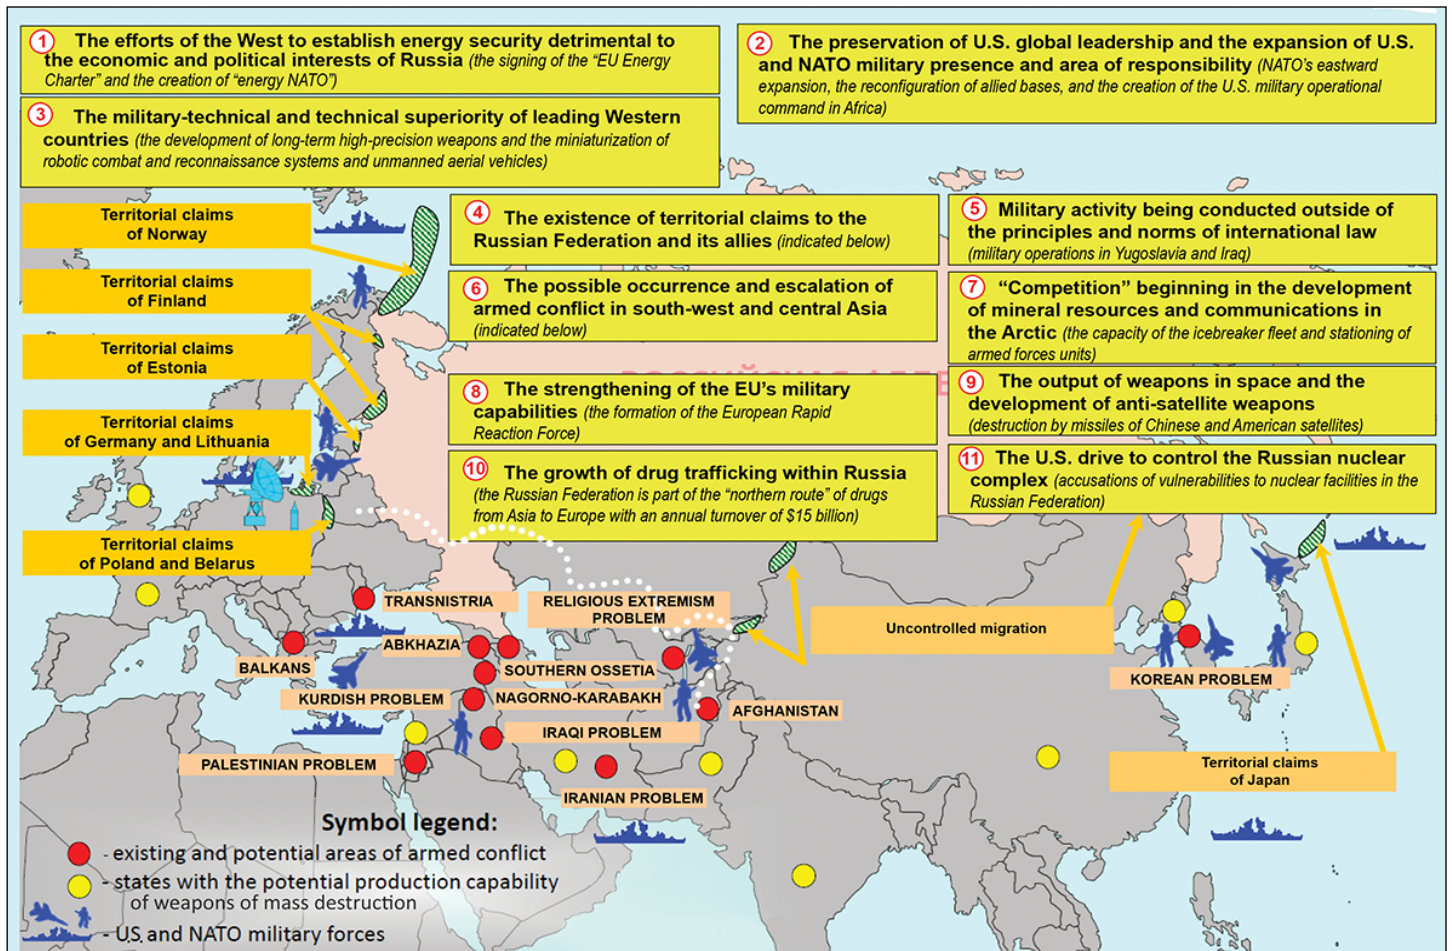 1 The efforts of the West to establish energy security detrimental to
the economic and political interests of Russia (the signing of the “EU Energy
Charter” and the creation of “energy NATO”)
2 The preservation of U.S. global leadership and the expansion of U.S.
and NATO military presence and area of responsibility (NATO’s eastward
expansion, the reconfiguration of allied bases, and the creation of the U.S. military operational
command in Africa)
3 The military-technical and technical superiority of leading Western
countries (the development of long-term high-precision weapons and the miniaturization of
robotic combat and reconnaissance systems and unmanned aerial vehicles)
Territorial claims
of Norway
4 The existence of territorial claims to the
Russian Federation and its allies (indicated below)
5 Military activity being conducted outside of
the principles and norms of international law
(military operations in Yugoslavia and Iraq)
Territorial claims
of Finland
6 The possible occurrence and escalation of
armed conflict in south-west and central Asia
(indicated below)
7 “Competition” beginning in the development
of mineral resources and communications in
the Arctic (the capacity of the icebreaker fleet and stationing of
armed forces units)
Territorial claims
of Estonia
8 The strengthening of the EU’s military
capabilities (the formation of the European Rapid
Reaction Force)
9 The output of weapons in space and the
development of anti-satellite weapons
(destruction by missiles of Chinese and American satellites)
Territorial claims
of Germany and Lithuania
10 The growth of drug trafficking within Russia
(the Russian Federation is part of the “northern route” of drugs
from Asia to Europe with an annual turnover of $15 billion)
11 The U.S. drive to control the Russian nuclear
complex (accusations of vulnerabilities to nuclear facilities in the
Russian Federation)
Territorial claims
of Poland and Belarus
TRANSNISTRIA
RELIGIOUS EXTREMISM
PROBLEM
Uncontrolled migration
ABKHAZIA
BALKANS
SOUTHERN OSSETIA
KOREAN PROBLEM
KURDISH PROBLEM
NAGORNO-KARABAKH
AFGHANISTAN
IRAQI PROBLEM
PALESTINIAN PROBLEM
Territorial claims
of Japan
IRANIAN PROBLEM
Symbol legend:
- existing and potential areas of armed conflict
- states with the potential production capability
of weapons of mass destruction
- US and NATO military forces